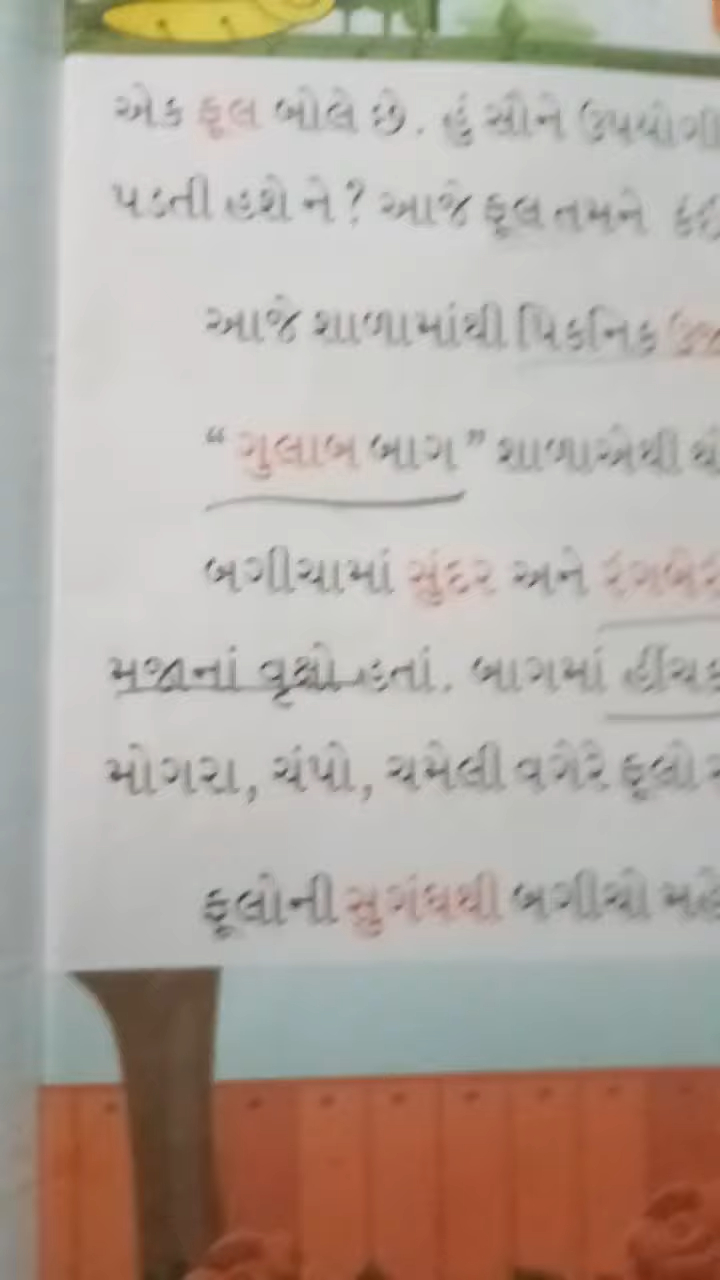 એક ફૂલ બોલે છે. હું સૌને ઉપયોગી
પડતી હશે ને? આજે ફૂલ તમને
આજે શાળામાંથી પિકનિક
“ગુલાબ બાગ” શાળાએથી
બગીચામાં સુંદર અને
મજાનાં વૃક્ષો હતાં. બાગમાં
મોગરા, ચંપો, ચમેલી વગેરે ફૂલો
ફૂલોની સુગંધથી બગીચો